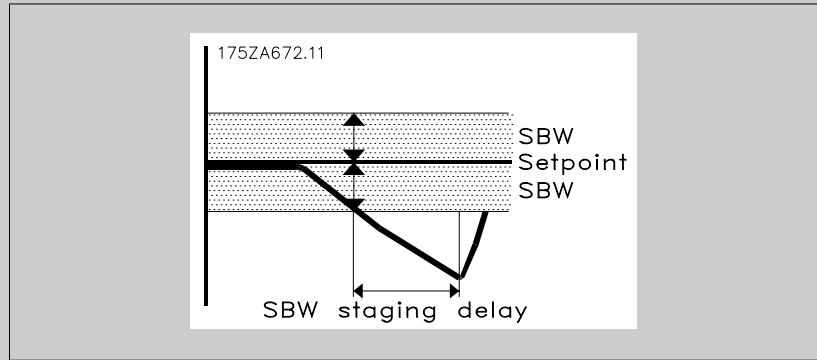 175ZA672.11
SBW
Setpoint
SBW
SBW staging delay